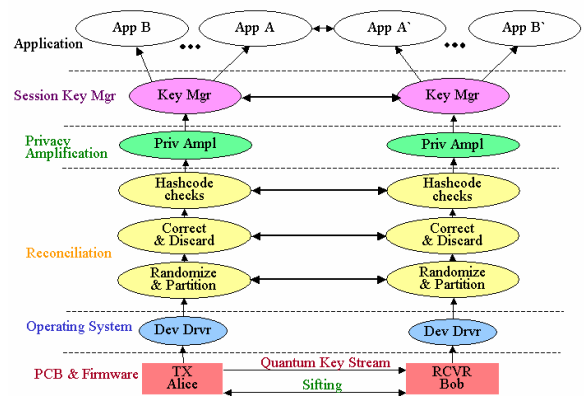 App B
App A
App A`
App B`
Application
Session Key Mgr
Key Mgr
Key Mgr
Privacy
Amplification
Priv Ampl
Priv Ampl
Hashcode
checks
Hashcode
checks
Correct
& Discard
Correct
& Discard
Reconciliation
Randomize
& Partition
Randomize
& Partition
Operating System
Dev Drvr
Dev Drvr
PCB & Firmware
TX
Alice
Quantum Key Stream
Sifting
RCVR
Bob